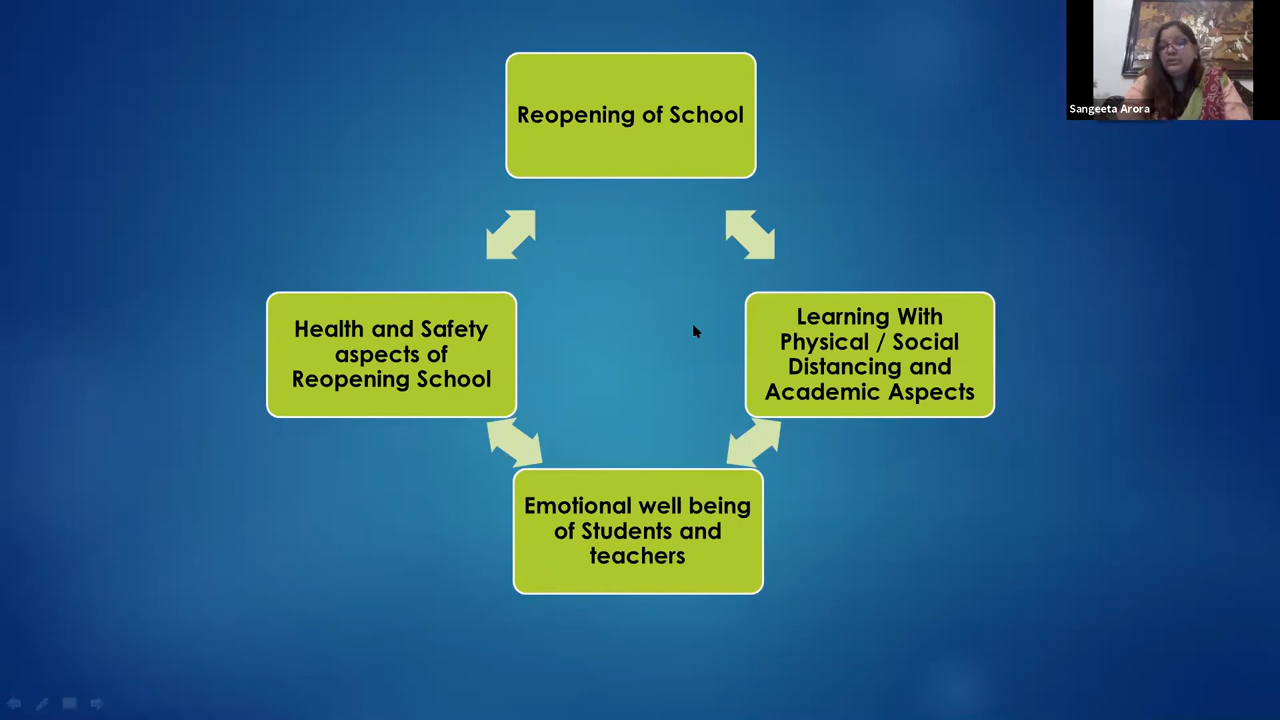 Reopening of School
Sangeeta Arora
Health and Safety
aspects of
Reopening School
Learning With
Physical / Social
Distancing and
Academic Aspects
Emotional well being
of Students and
teachers